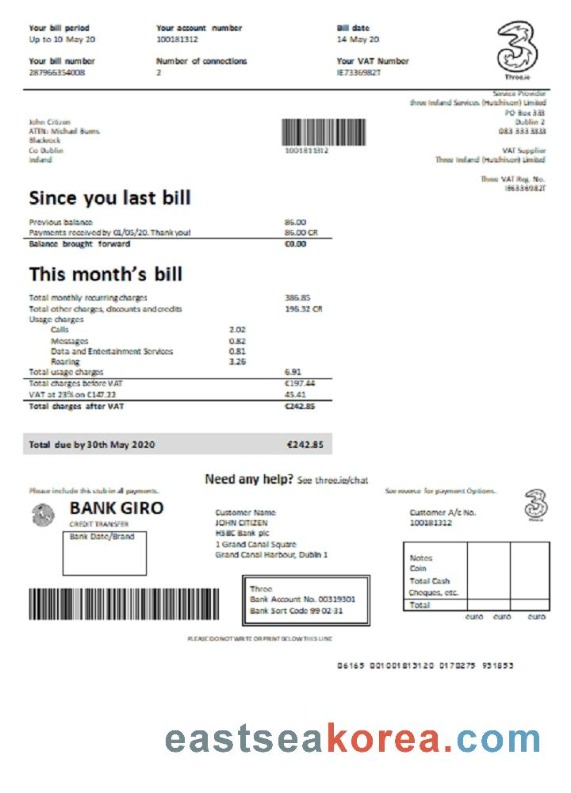 Your bill period
Up to 10 May 20
Your account number
100181312
Bill date
14 May 20
Your bill number
287966354008
Number of connections
2
Your VAT Number
IE7336982T
3
Three.ie
Service Provider
three Ireland Services (Hutchison) Limited
PO Box 333
Dublin 2
083 333 3333
VAT Supplier
Three Ireland (Hutchison) Limited
Three VAT Reg. No.
John Citizen
ATTN: Michael Burns
Blackrock
Co Dublin
Ireland
1001811312
Since you last bill
Previous balance 86.00
Payments received by 01/05/20. Thank you! 86.00 CR
Balance brought forward €0.00
This month's bill
Total monthly recurring charges 386.85
Total other charges, discounts and credits 196.32 CR
Usage charges
Calls 2.02
Messages 0.82
Data and Entertainment Services 0.81
Roaring 3.26
Total usage charges 6.91
Total charges before VAT €197.44
VAT at 23% on €147.22 45.41
Total charges after VAT €242.85
Total due by 30th May 2020 €242.85
Need any help? See three.ie/chat
Please include this stub in all payments.
See reverse for payment Options.
BANK GIRO
CREDIT TRANSFER
Bank Date/Brand
Customer Name
JOHN CITIZEN
HSBC Bank plc
1 Grand Canal Square
Grand Canal Harbour, Dublin 1
Customer A/c No.
100181312
3
Three
Bank Account No. 00319301
Bank Sort Code 99 02 31
Notes
Coin
Total Cash
Cheques, etc.
Total
euro euro euro
PLEASE DO NOT WRITE OR PRINT BELOW THIS LINE
06165 001001813120 0170275 931853
eastseakorea.com